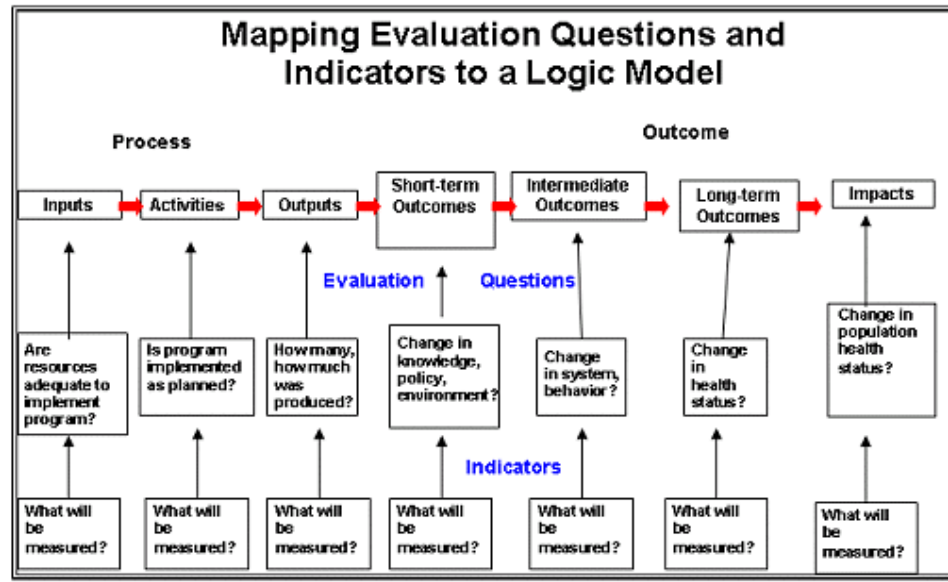 Mapping Evaluation Questions and
Indicators to a Logic Model
Process
Outcome
Inputs
Activities
Outputs
Short-term
Outcomes
Intermediate
Outcomes
Long-term
Outcomes
Impacts
Evaluation Questions
Are
resources
adequate to
implement
program?
Is program
implemented
as planned?
How many,
how much
was
produced?
Change in
knowledge,
policy,
environment?
Change
in system,
behavior?
Change
in
health
status?
Change in
population
health
status?
Indicators
What will
be
measured?
What will
be
measured?
What will
be
measured?
What will
be
measured?
What will
be
measured?
What will
be
measured?
What will
be
measured?